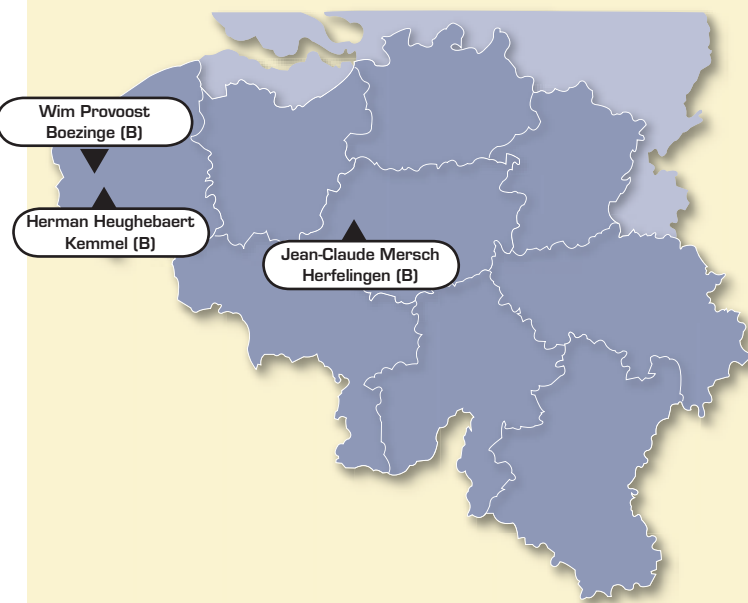 Wim Provoost
Boezinge (B)
Herman Heughebaert
Kemmel (B)
Jean-Claude Mersch
Herfelingen (B)